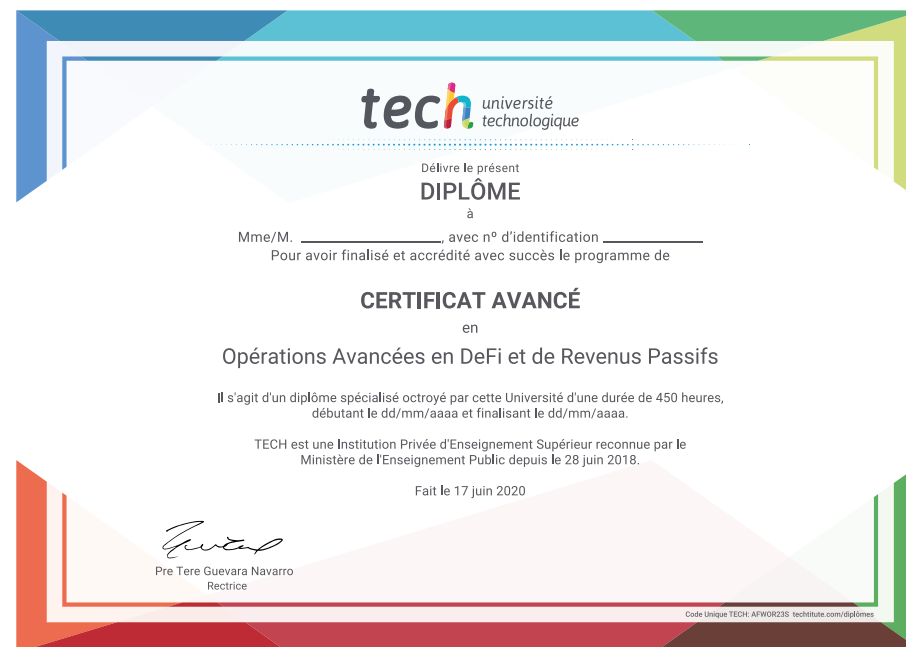 tech université
technologique
Délivre le présent
DIPLÔME
à
Mme/M. ____________________, avec nº d'identification ______________
Pour avoir finalisé et accrédité avec succès le programme de
CERTIFICAT AVANCÉ
en
Opérations Avancées en DeFi et de Revenus Passifs
Il s'agit d'un diplôme spécialisé octroyé par cette Université d'une durée de 450 heures,
débutant le dd/mm/aaaa et finalisant le dd/mm/aaaa.
TECH est une Institution Privée d'Enseignement Supérieur reconnue par le
Ministère de l'Enseignement Public depuis le 28 juin 2018.
Fait le 17 juin 2020
Pre Tere Guevara Navarro
Rectrice
Code Unique TECH: AFWOR23S techtitute.com/diplômes